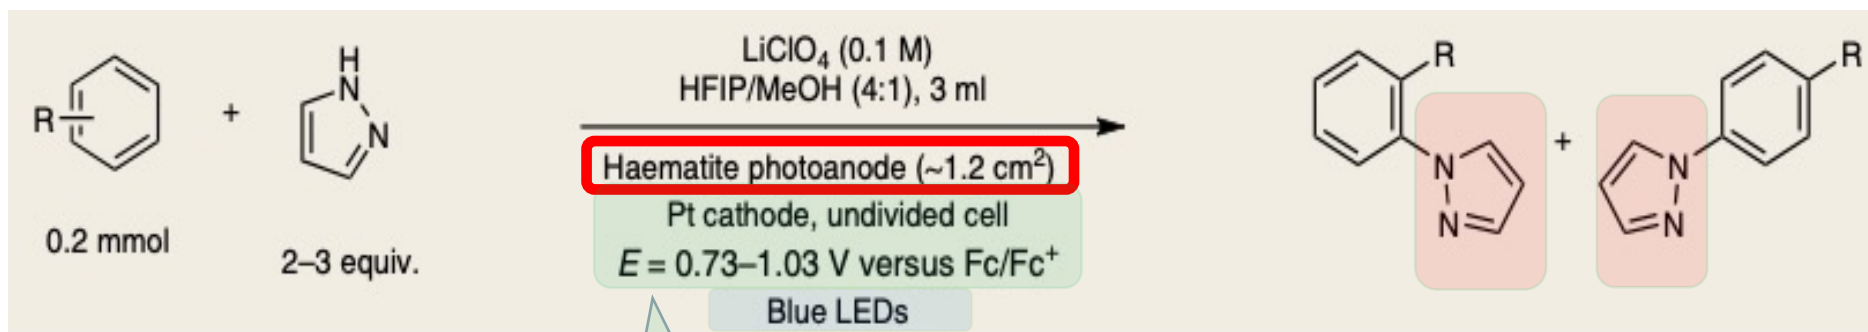 R
+
H
N
N
0.2 mmol
2–3 equiv.
LiClO₄ (0.1 M)
HFIP/MeOH (4:1), 3 ml
Haematite photoanode (~1.2 cm²)
Pt cathode, undivided cell
E = 0.73–1.03 V versus Fc/Fc⁺
Blue LEDs
R
N
N
+
R
N
N